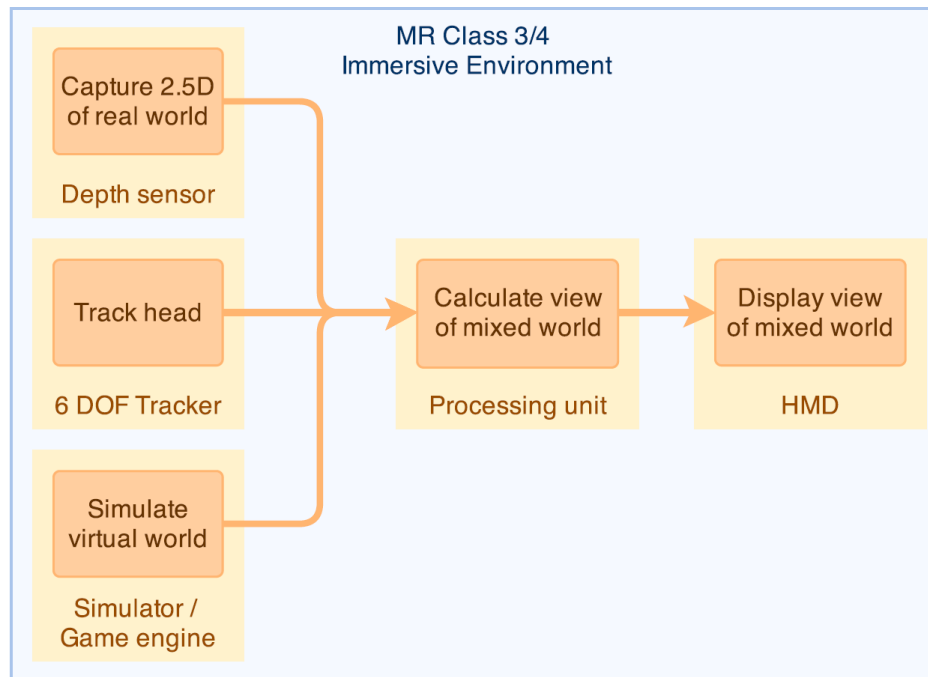 MR Class 3/4
Immersive Environment
Capture 2.5D
of real world
Depth sensor
Track head
6 DOF Tracker
Simulate
virtual world
Simulator /
Game engine
Calculate view
of mixed world
Processing unit
Display view
of mixed world
HMD